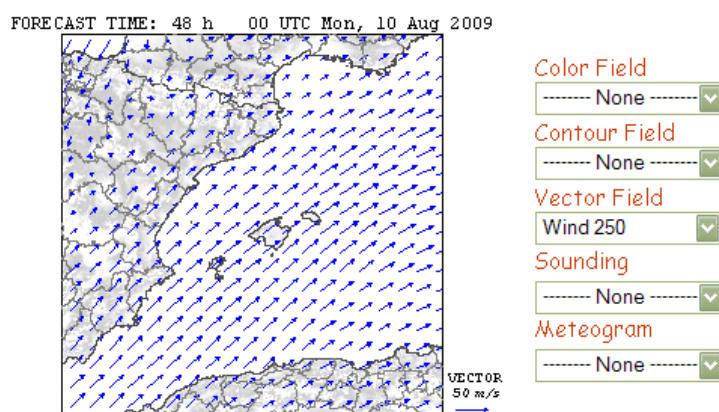 FORECAST TIME: 48 h 00 UTC Mon, 10 Aug 2009
Color Field
------- None -------
Contour Field
------- None -------
Vector Field
Wind 250
Sounding
------- None -------
Meteogram
------- None -------
VECTOR
50 m/s